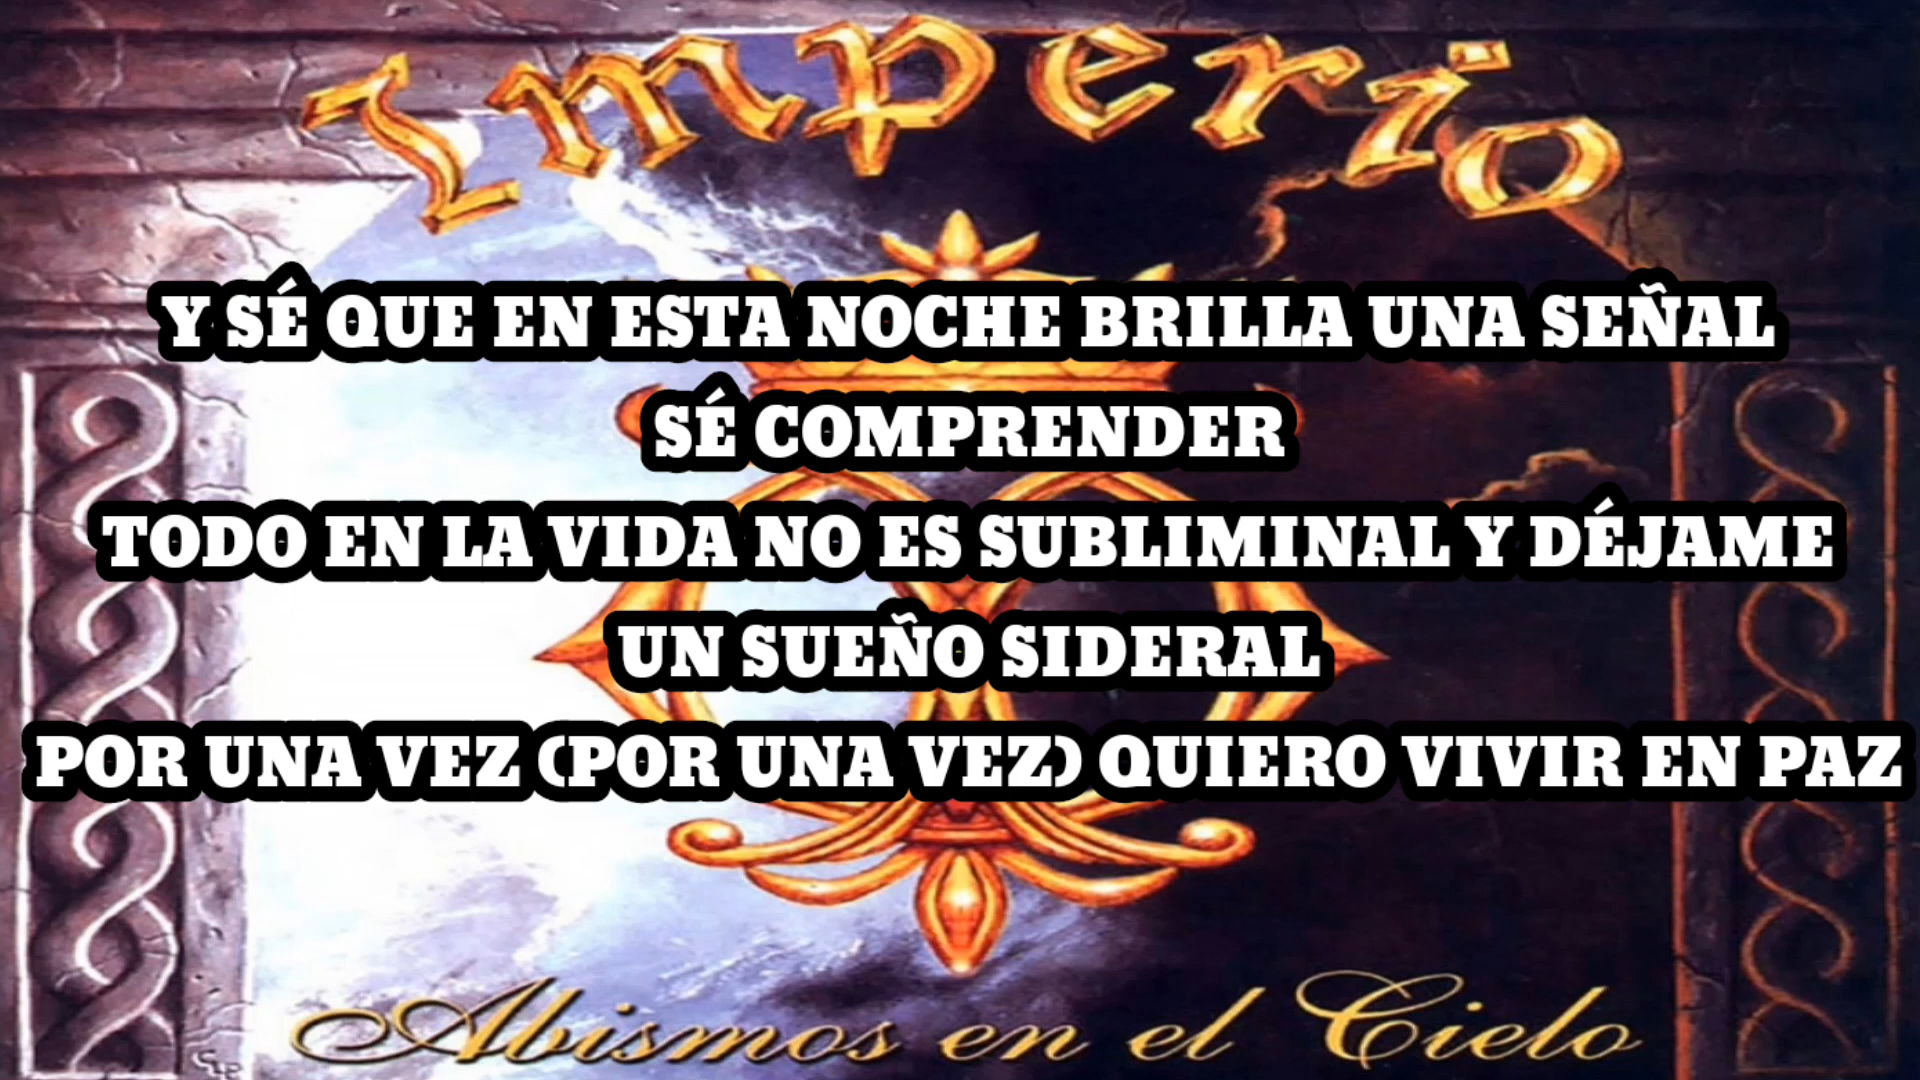 Imperio
Y SÉ QUE EN ESTA NOCHE BRILLA UNA SEÑAL
SÉ COMPRENDER
TODO EN LA VIDA NO ES SUBLIMINAL Y DÉJAME
UN SUEÑO SIDERAL
POR UNA VEZ (POR UNA VEZ) QUIERO VIVIR EN PAZ
Abismos en el Cielo